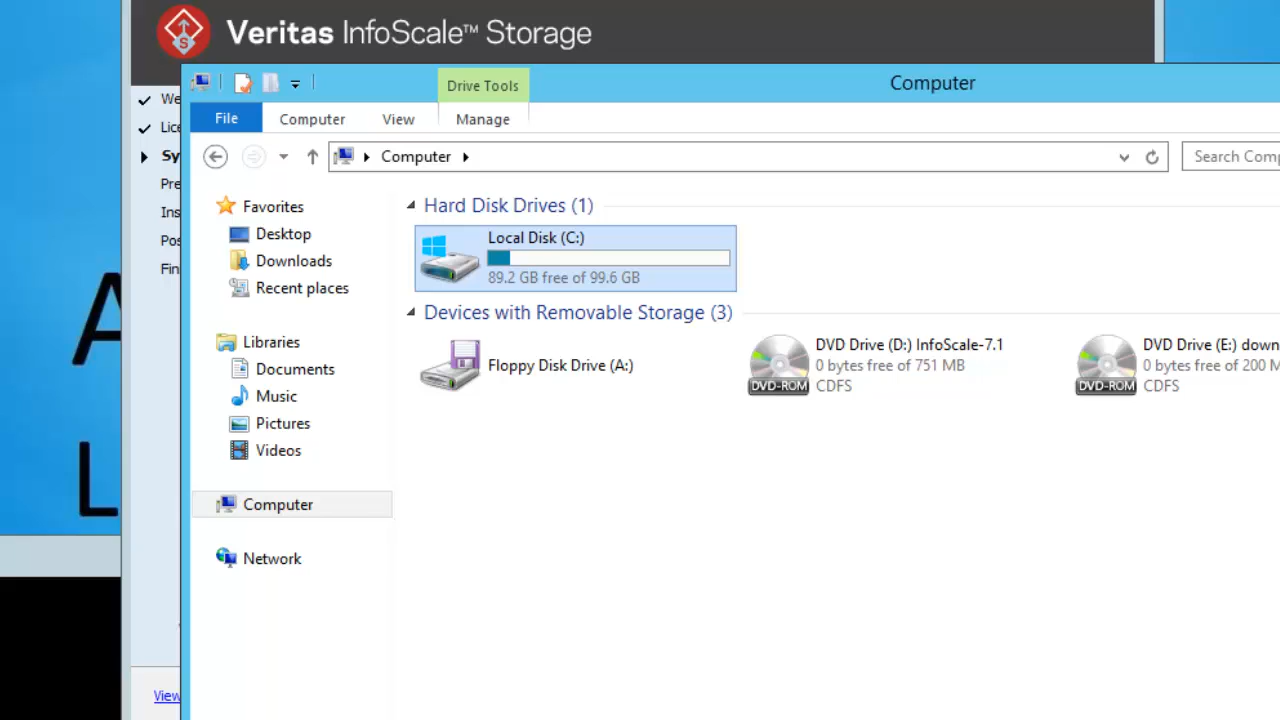 Veritas InfoScale™ Storage
Drive Tools
Computer
File
Computer
View
Manage
Computer
Search Comp
We
Lice
Sy
Pre
Ins
Pos
Fin
Favorites
Desktop
Downloads
Recent places
Libraries
Documents
Music
Pictures
Videos
Computer
Network
Hard Disk Drives (1)
Local Disk (C:)
89.2 GB free of 99.6 GB
Devices with Removable Storage (3)
Floppy Disk Drive (A:)
DVD-ROM
DVD Drive (D:) InfoScale-7.1
0 bytes free of 751 MB
CDFS
DVD-ROM
DVD Drive (E:) down
0 bytes free of 200 M
CDFS
A
L
View